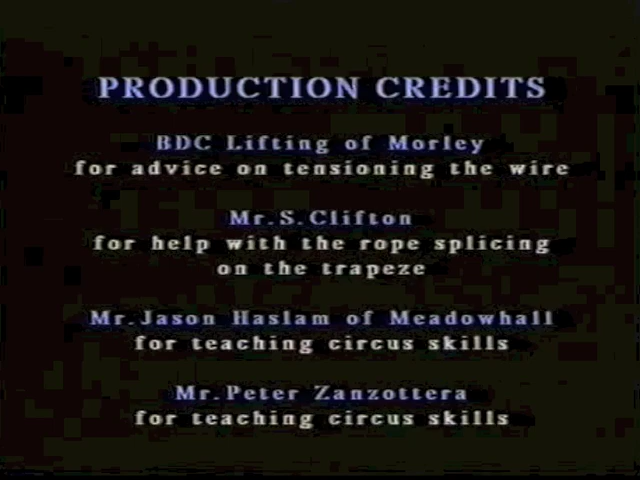 PRODUCTION CREDITS
BDC Lifting of Morley
for advice on tensioning the wire
Mr.S.Clifton
for help with the rope splicing
on the trapeze
Mr.Jason Haslam of Meadowhall
for teaching circus skills
Mr.Peter Zanzottera
for teaching circus skills